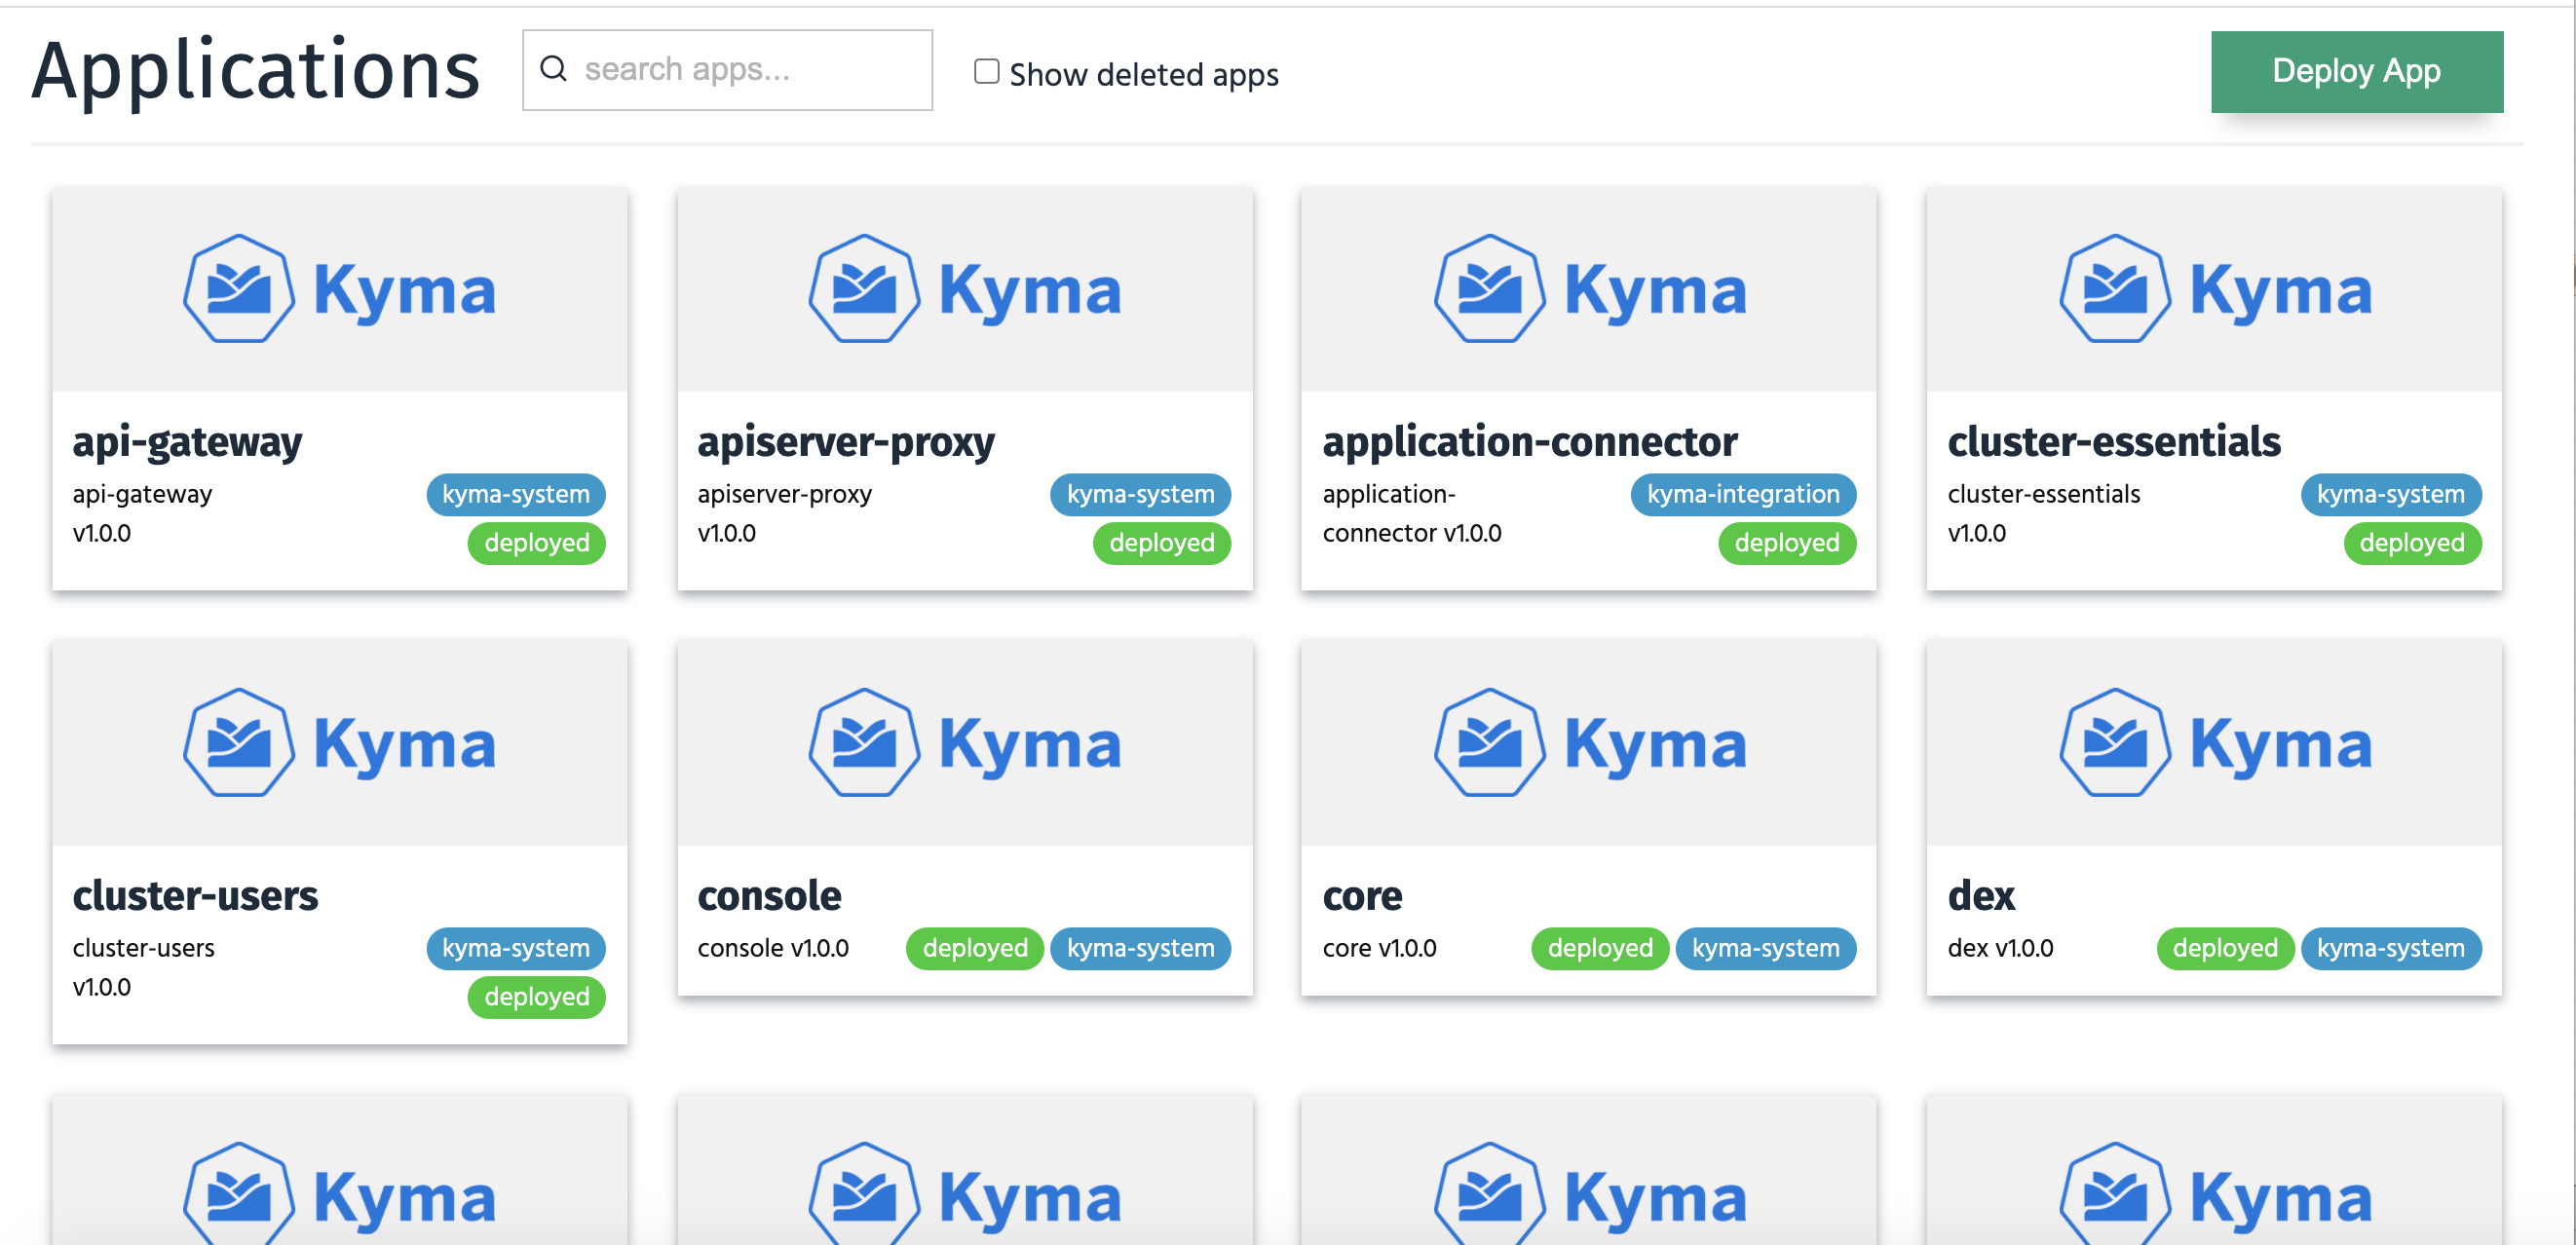 Applications
search apps...
Show deleted apps
Deploy App
Kyma
Kyma
Kyma
Kyma
api-gateway
api-gateway
v1.0.0
kyma-system
deployed
apiserver-proxy
apiserver-proxy
v1.0.0
kyma-system
deployed
application-connector
application-
connector v1.0.0
kyma-integration
deployed
cluster-essentials
cluster-essentials
v1.0.0
kyma-system
deployed
Kyma
Kyma
Kyma
Kyma
cluster-users
cluster-users
v1.0.0
kyma-system
deployed
console
console v1.0.0 deployed kyma-system
core
core v1.0.0 deployed kyma-system
dex
dex v1.0.0 deployed kyma-system
Kyma
Kyma
Kyma
Kyma